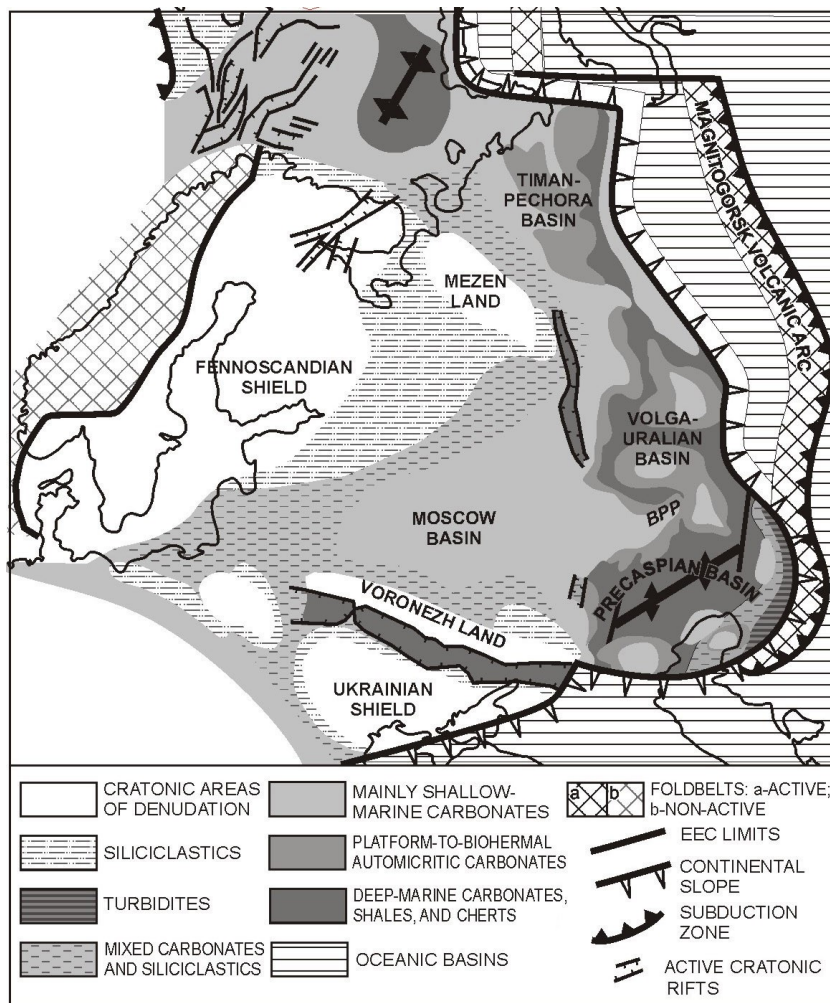 MAGNITOGORSK VOLCANIC ARC
TIMAN-
PECHORA
BASIN
MEZEN
LAND
FENNOSCANDIAN
SHIELD
VOLGA-
URALIAN
BASIN
MOSCOW
BASIN
BPP
PRECASPIAN BASIN
VORONEZH LAND
UKRAINIAN
SHIELD
CRATONIC AREAS
OF DENUDATION
SILICICLASTICS
TURBIDITES
MIXED CARBONATES
AND SILICICLASTICS
MAINLY SHALLOW-
MARINE CARBONATES
PLATFORM-TO-BIOHERMAL
AUTOMICRITIC CARBONATES
DEEP-MARINE CARBONATES,
SHALES, AND CHERTS
OCEANIC BASINS
a b
FOLDBELTS: a-ACTIVE;
b-NON-ACTIVE
EEC LIMITS
CONTINENTAL
SLOPE
SUBDUCTION
ZONE
ACTIVE CRATONIC
RIFTS